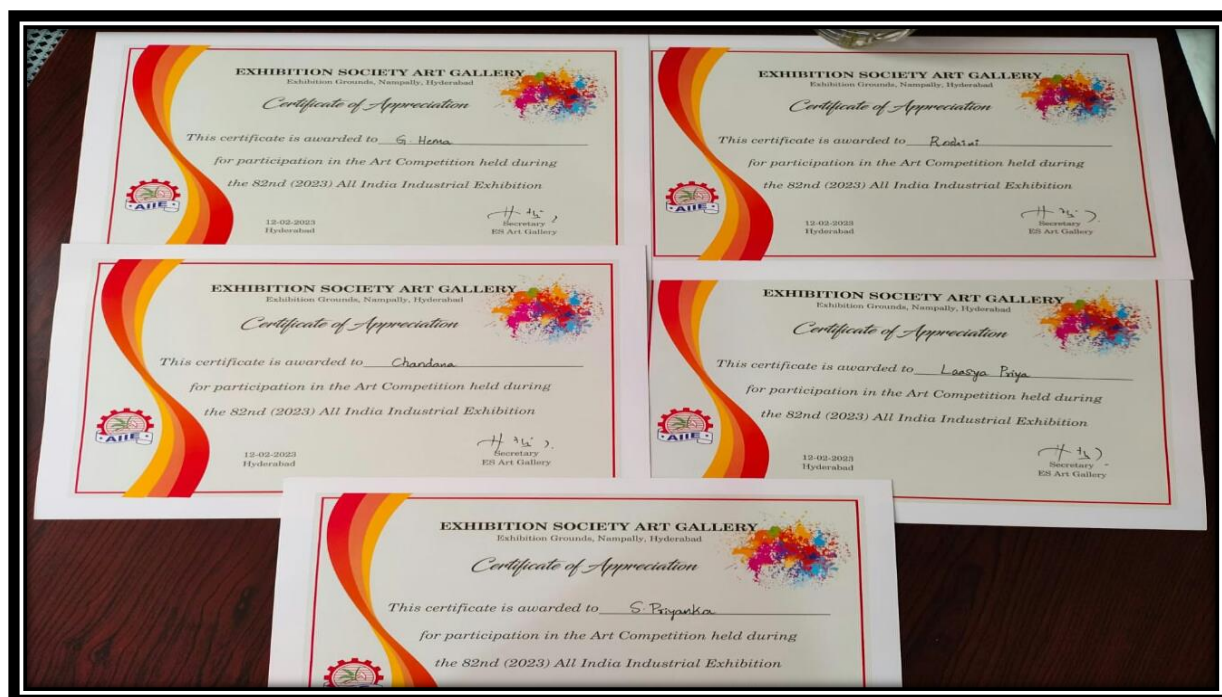 EXHIBITION SOCIETY ART GALLERY
Exhibition Grounds, Nampally, Hyderabad
Certificate of Appreciation
This certificate is awarded to G. Hema
for participation in the Art Competition held during
the 82nd (2023) All India Industrial Exhibition
AIIE
12-02-2023
Hyderabad
Secretary
ES Art Gallery
EXHIBITION SOCIETY ART GALLERY
Exhibition Grounds, Nampally, Hyderabad
Certificate of Appreciation
This certificate is awarded to
for participation in the Art Competition held during
the 82nd (2023) All India Industrial Exhibition
AIIE
12-02-2023
Hyderabad
Secretary
ES Art Gallery
EXHIBITION SOCIETY ART GALLERY
Exhibition Grounds, Nampally, Hyderabad
Certificate of Appreciation
This certificate is awarded to Chandana
for participation in the Art Competition held during
the 82nd (2023) All India Industrial Exhibition
AIIE
12-02-2023
Hyderabad
Secretary
ES Art Gallery
EXHIBITION SOCIETY ART GALLERY
Exhibition Grounds, Nampally, Hyderabad
Certificate of Appreciation
This certificate is awarded to Laasya Priya
for participation in the Art Competition held during
the 82nd (2023) All India Industrial Exhibition
AIIE
12-02-2023
Hyderabad
Secretary
ES Art Gallery
EXHIBITION SOCIETY ART GALLERY
Exhibition Grounds, Nampally, Hyderabad
Certificate of Appreciation
This certificate is awarded to S. Priyanka
for participation in the Art Competition held during
the 82nd (2023) All India Industrial Exhibition